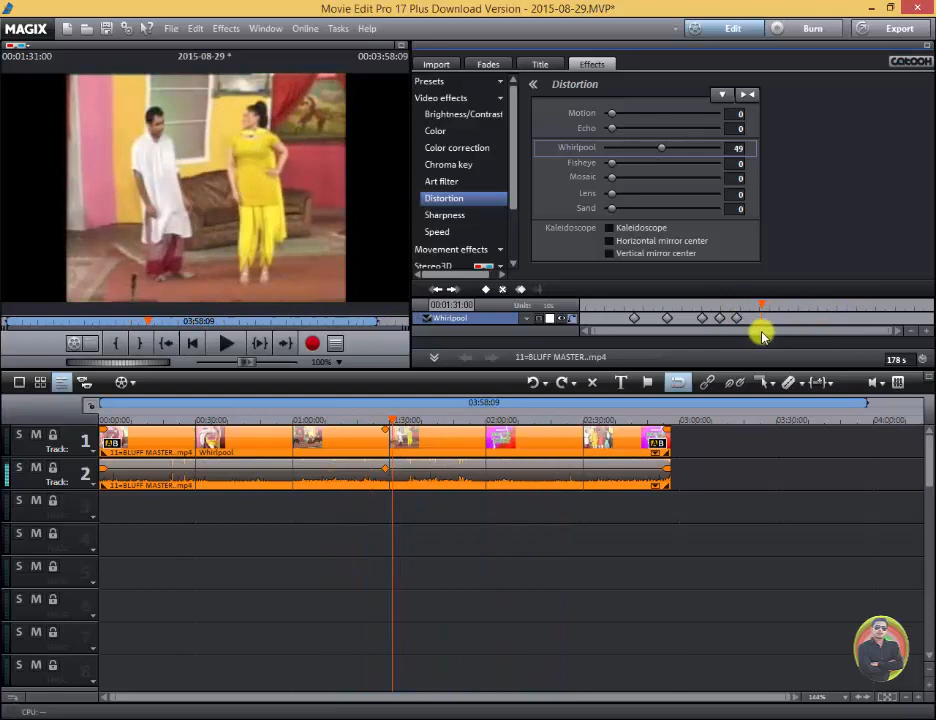 Movie Edit Pro 17 Plus Download Version - 2015-08-29.MVP*
MAGIX
File Edit Effects Window Online Tasks Help
Edit Burn Export
00:01:31:00 2015-08-29 * 00:03:58:09
Import Fades Title Effects catooh
Presets
Video effects
Brightness/Contrast
Color
Color correction
Chroma key
Art filter
Distortion
Sharpness
Speed
Movement effects
Stereo3D
Distortion
Motion 0
Echo 0
Whirlpool 49
Fisheye 0
Mosaic 0
Lens 0
Sand 0
Kaleidoscope Kaleidoscope
Horizontal mirror center
Vertical mirror center
00:01:31:00 Units: 10s
Whirlpool
03:58:09
100%
11=BLUFF MASTER...mp4 178 s
03:58:09
00:00:00 00:30:00 01:00:00 01:30:00 02:00:00 02:30:00 03:00:00 03:30:00 04:00:00
S M 1
Track:
AB AB
11=BLUFF MASTER...mp4 Whirlpool
S M 2
Track:
11=BLUFF MASTER...mp4
S M
S M
S M
S M
S M
S M
144%
CPU: --